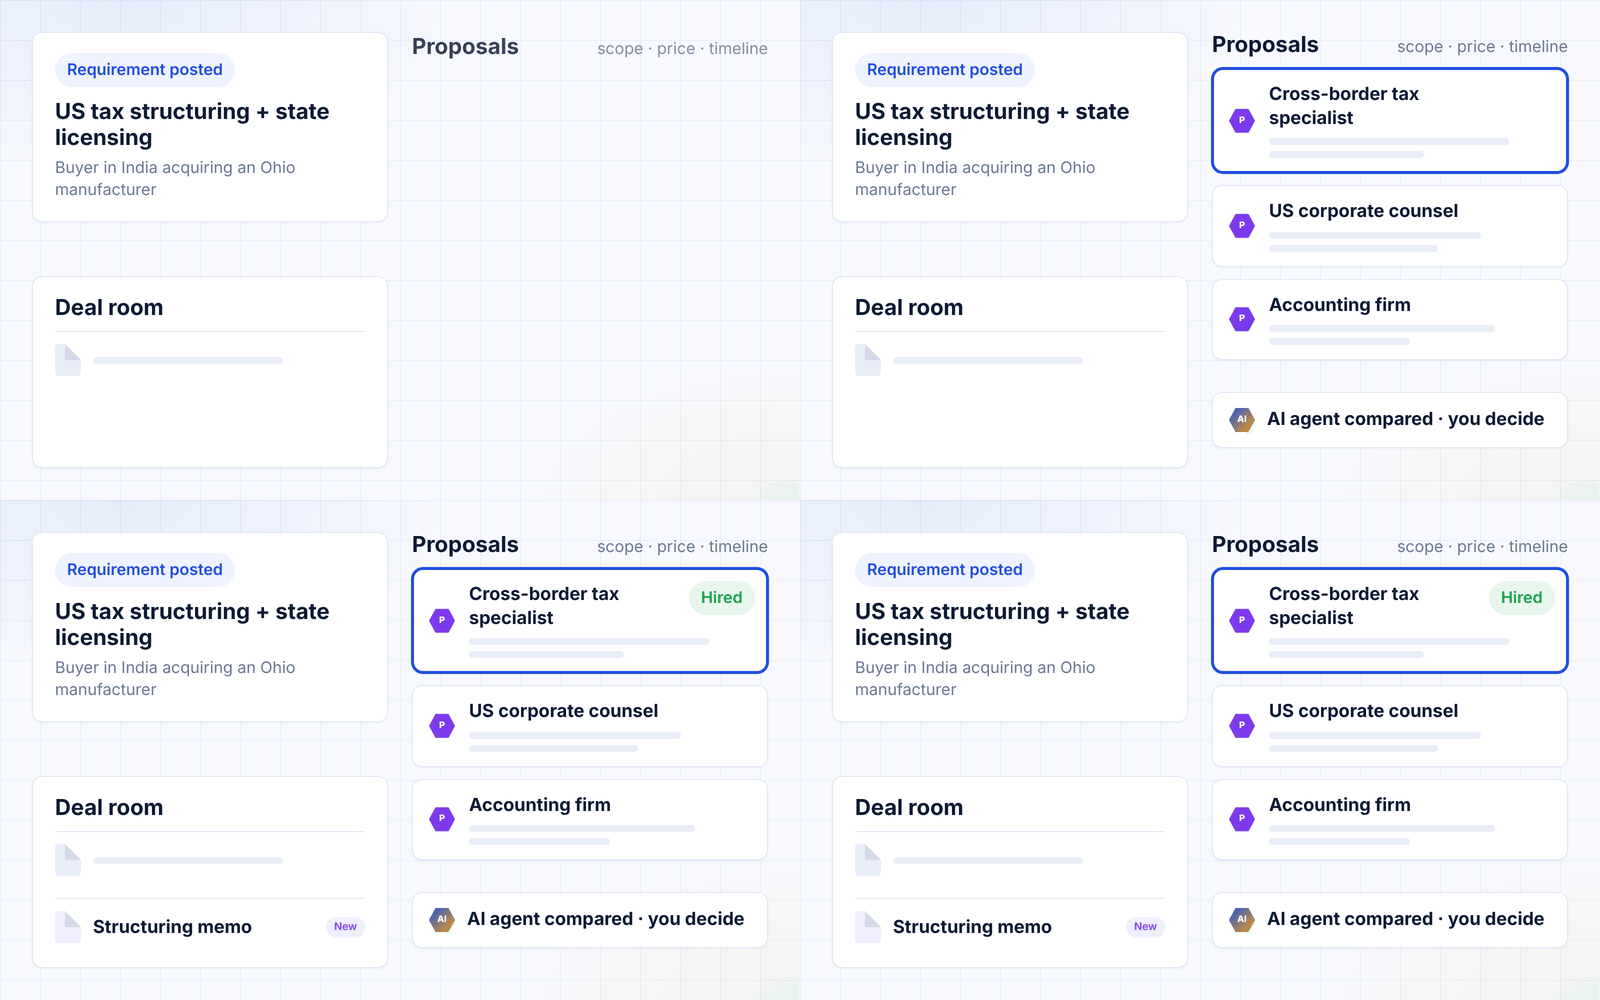 Requirement posted
US tax structuring + state
licensing
Buyer in India acquiring an Ohio
manufacturer
Deal room
Proposals
scope · price · timeline
Requirement posted
US tax structuring + state
licensing
Buyer in India acquiring an Ohio
manufacturer
Deal room
Proposals
scope · price · timeline
P
Cross-border tax
specialist
P
US corporate counsel
P
Accounting firm
AI
AI agent compared · you decide
Requirement posted
US tax structuring + state
licensing
Buyer in India acquiring an Ohio
manufacturer
Deal room
Structuring memo
New
Proposals
scope · price · timeline
P
Cross-border tax
specialist
Hired
P
US corporate counsel
P
Accounting firm
AI
AI agent compared · you decide
Requirement posted
US tax structuring + state
licensing
Buyer in India acquiring an Ohio
manufacturer
Deal room
Structuring memo
New
Proposals
scope · price · timeline
P
Cross-border tax
specialist
Hired
P
US corporate counsel
P
Accounting firm
AI
AI agent compared · you decide